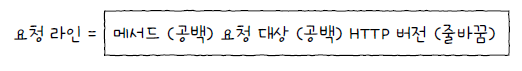 요청 라인 = 메서드 (공백) 요청 대상 (공백) HTTP 버전 (줄바꿈)